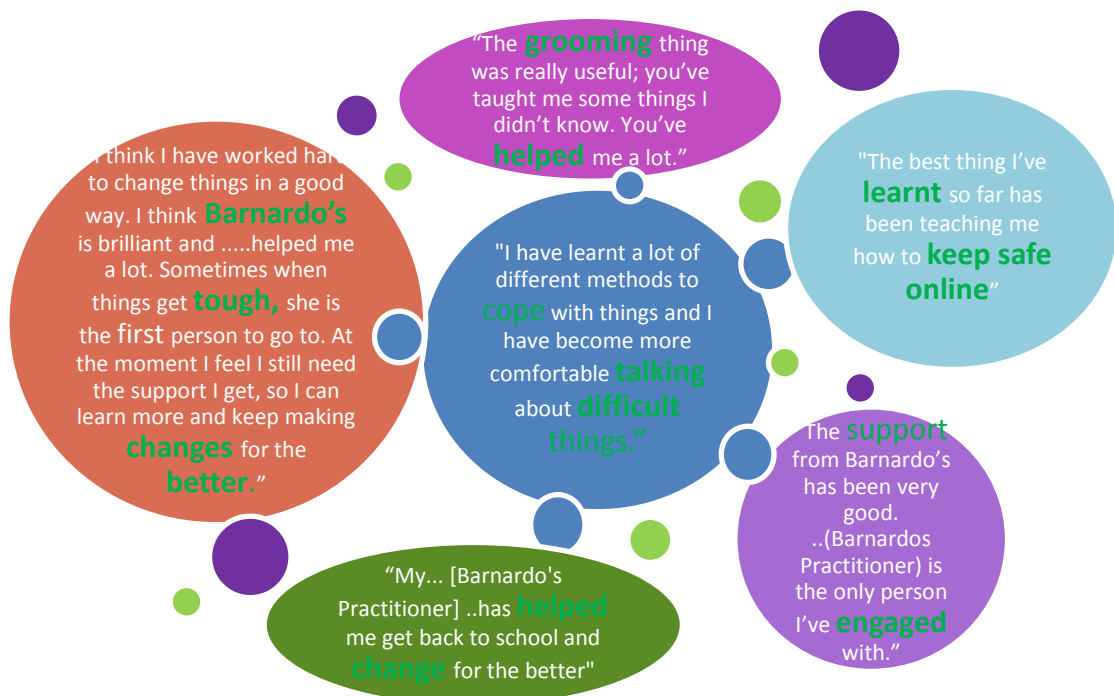 “The grooming thing
was really useful; you’ve
taught me some things I
didn’t know. You’ve
helped me a lot.”
I think I have worked hard
to change things in a good
way. I think Barnardo’s
is brilliant and .....helped me
a lot. Sometimes when
things get tough, she is
the first person to go to. At
the moment I feel I still need
the support I get, so I can
learn more and keep making
changes for the
better.”
"I have learnt a lot of
different methods to
cope with things and I
have become more
comfortable talking
about difficult
things.”
"The best thing I’ve
learnt so far has
been teaching me
how to keep safe
online”
“My... [Barnardo's
Practitioner] ..has helped
me get back to school and
change for the better"
The support
from Barnardo’s
has been very
good.
..(Barnardos
Practitioner) is
the only person
I’ve engaged
with.”